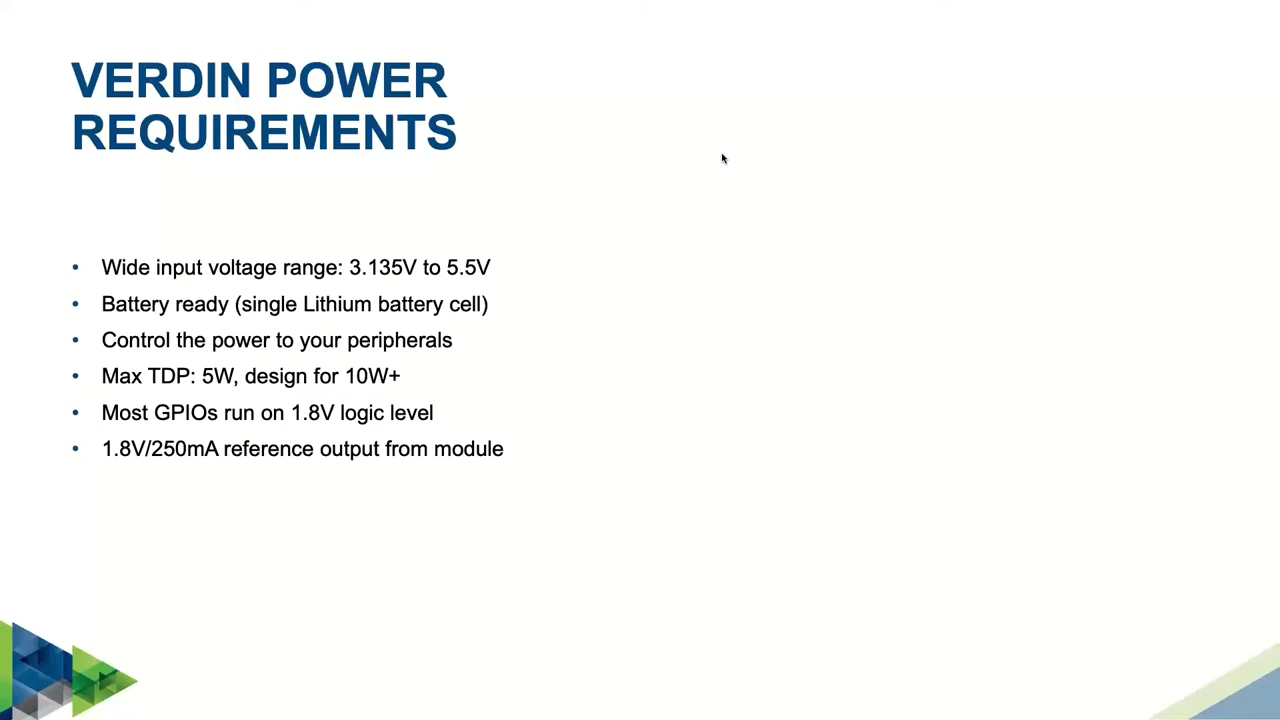 VERDIN POWER
REQUIREMENTS
• Wide input voltage range: 3.135V to 5.5V
• Battery ready (single Lithium battery cell)
• Control the power to your peripherals
• Max TDP: 5W, design for 10W+
• Most GPIOs run on 1.8V logic level
• 1.8V/250mA reference output from module